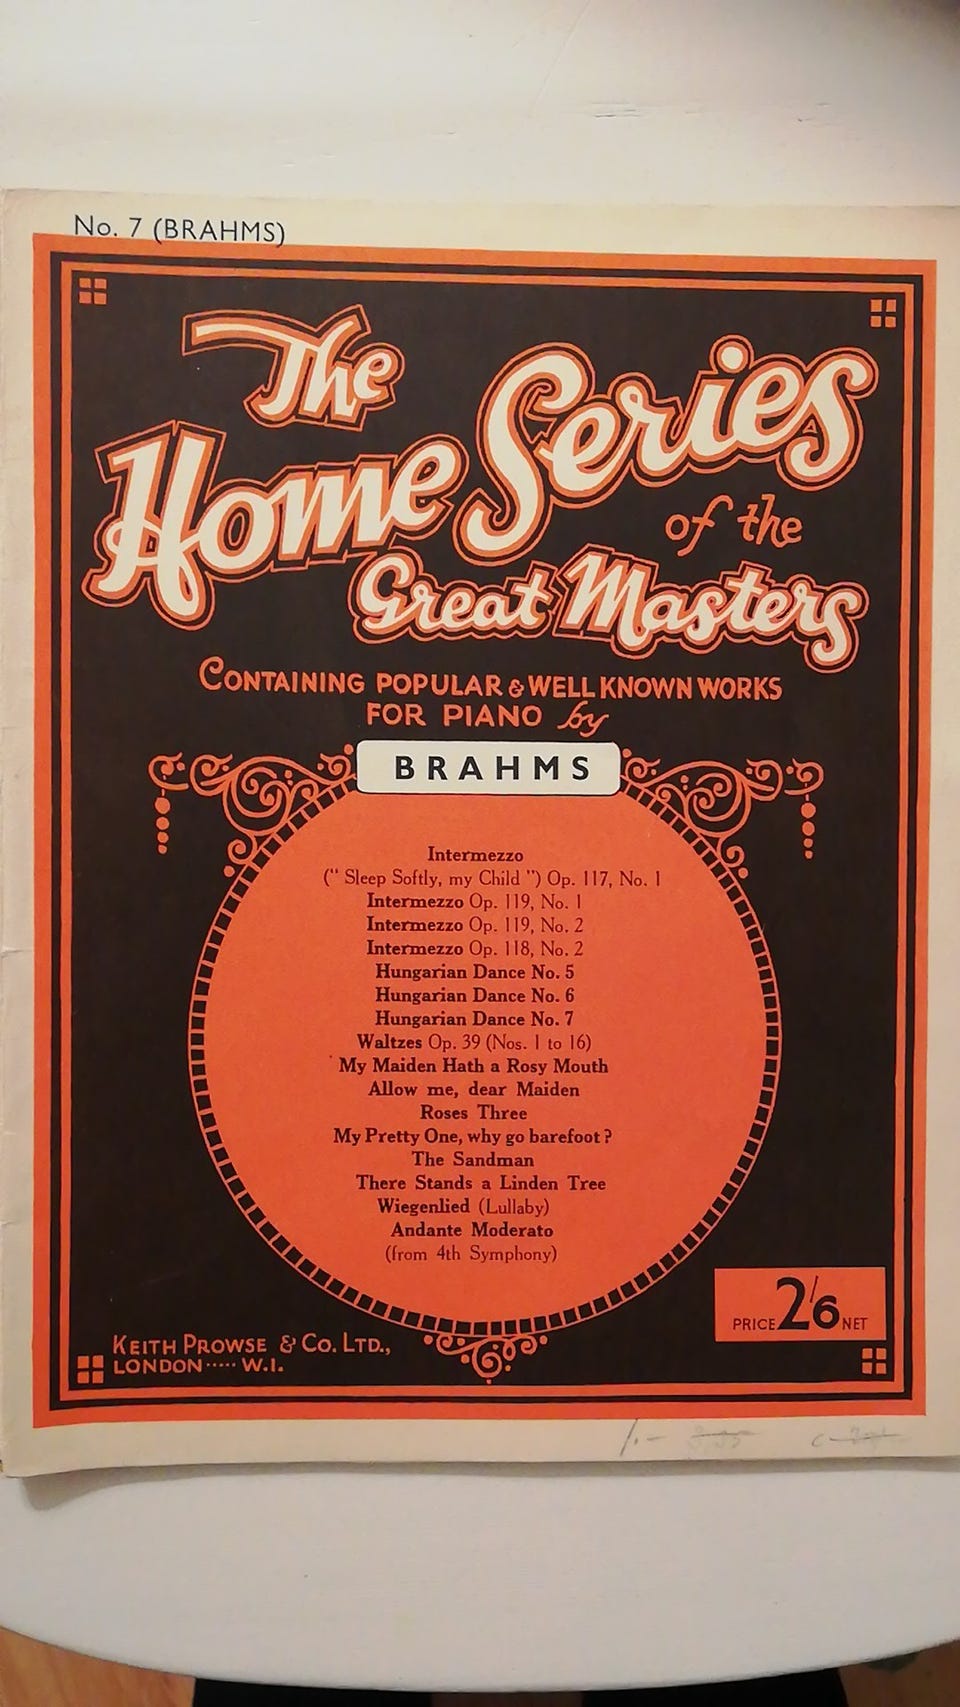 No. 7 (BRAHMS)
The
Home Series
of the
Great Masters
CONTAINING POPULAR & WELL KNOWN WORKS
FOR PIANO by
BRAHMS
Intermezzo
(" Sleep Softly, my Child ") Op. 117, No. 1
Intermezzo Op. 119, No. 1
Intermezzo Op. 119, No. 2
Intermezzo Op. 118, No. 2
Hungarian Dance No. 5
Hungarian Dance No. 6
Hungarian Dance No. 7
Waltzes Op. 39 (Nos. 1 to 16)
My Maiden Hath a Rosy Mouth
Allow me, dear Maiden
Roses Three
My Pretty One, why go barefoot ?
The Sandman
There Stands a Linden Tree
Wiegenlied (Lullaby)
Andante Moderato
(from 4th Symphony)
PRICE 2/6 NET
KEITH PROWSE & CO. LTD.,
LONDON ..... W.1.